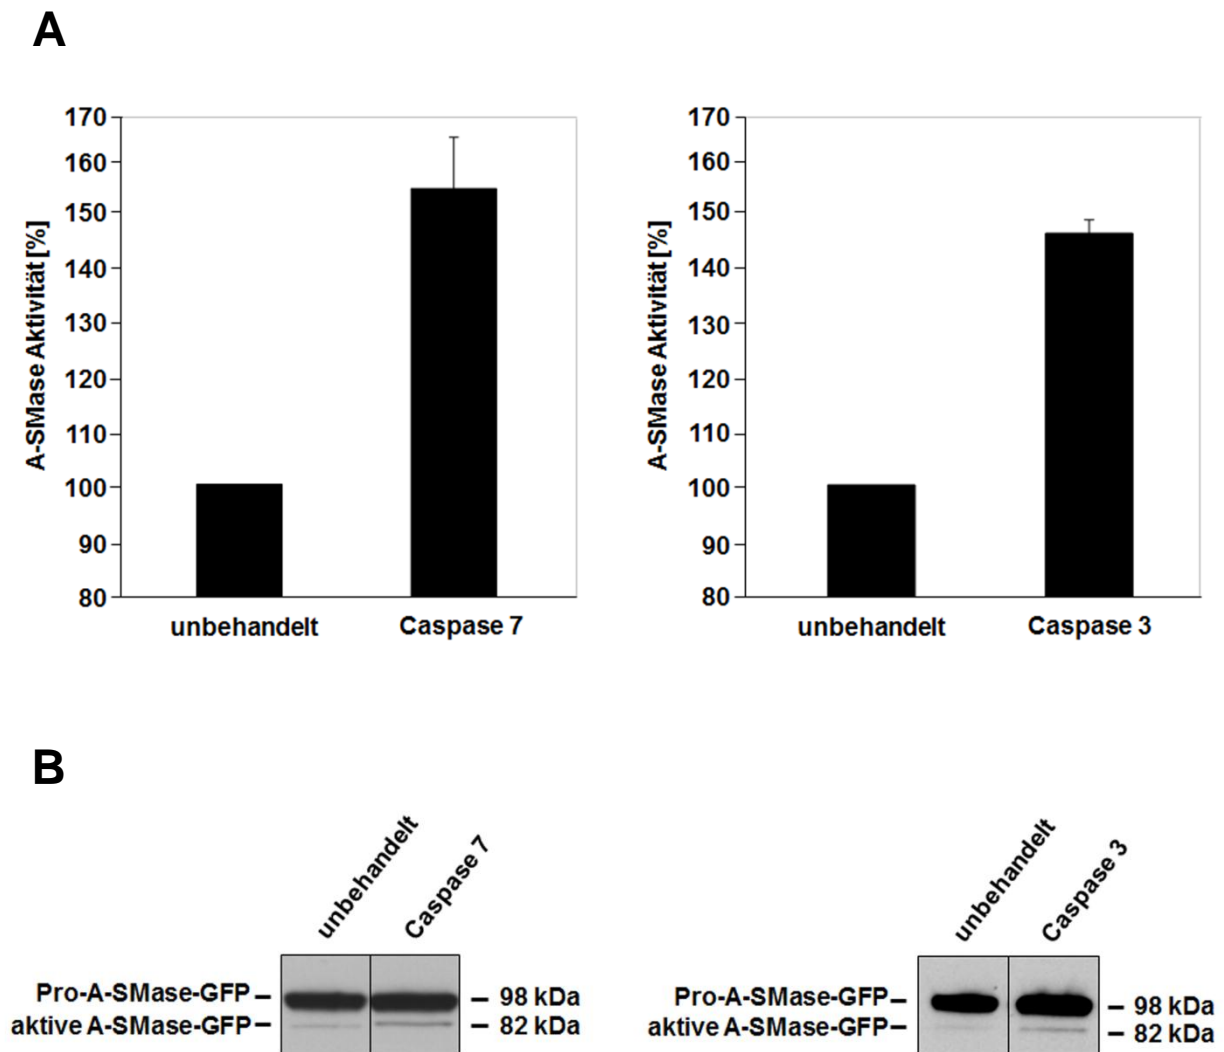 A
170
160
150
140
130
120
110
100
90
80
A-SMase Aktivität [%]
unbehandelt
Caspase 7
170
160
150
140
130
120
110
100
90
80
A-SMase Aktivität [%]
unbehandelt
Caspase 3
B
unbehandelt
Caspase 7
Pro-A-SMase-GFP
98 kDa
aktive A-SMase-GFP
82 kDa
unbehandelt
Caspase 3
Pro-A-SMase-GFP
98 kDa
aktive A-SMase-GFP
82 kDa